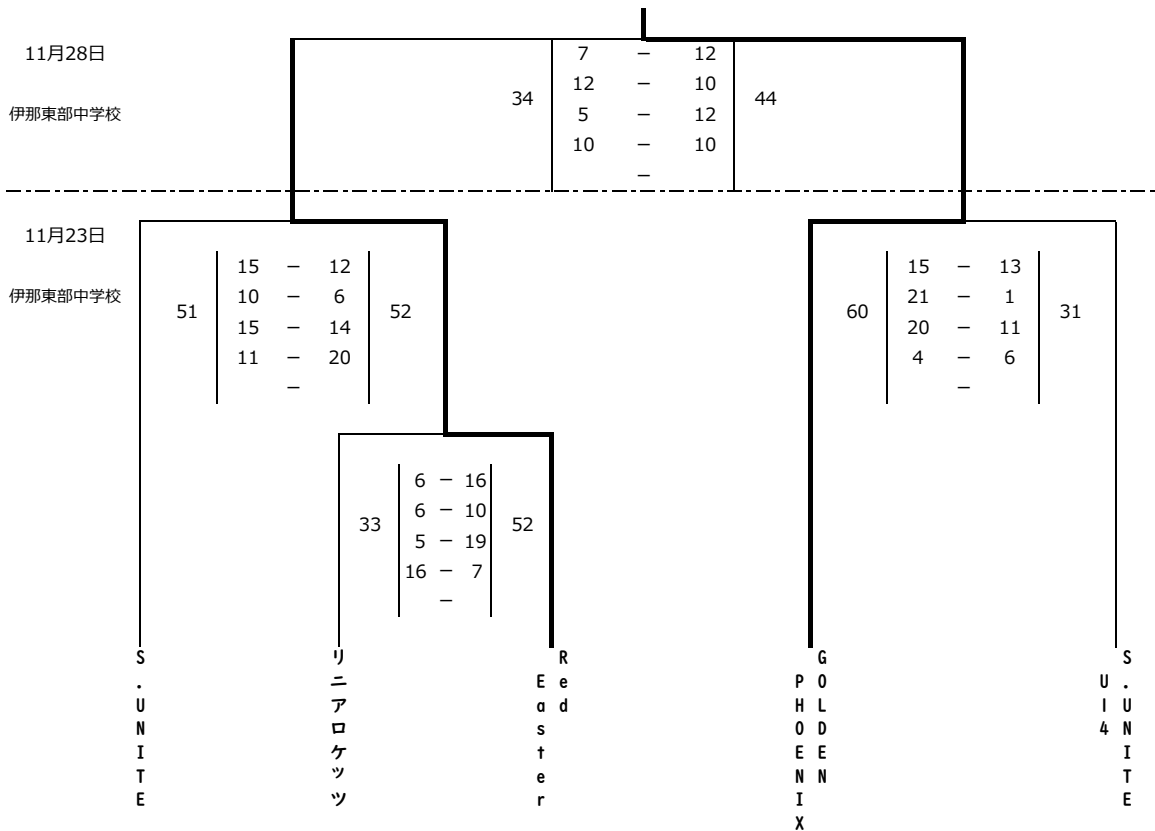 11月28日
伊那東部中学校
34
7 － 12
12 － 10
5 － 12
10 － 10
－
44
11月23日
伊那東部中学校
51
15 － 12
10 － 6
15 － 14
11 － 20
－
52
60
15 － 13
21 － 1
20 － 11
4 － 6
－
31
33
6 － 16
6 － 10
5 － 19
16 － 7
－
52
S.UNITE
リニアロケッツ
Red
Easter
GOLDEN
PHOENIX
S.UNITE
U14